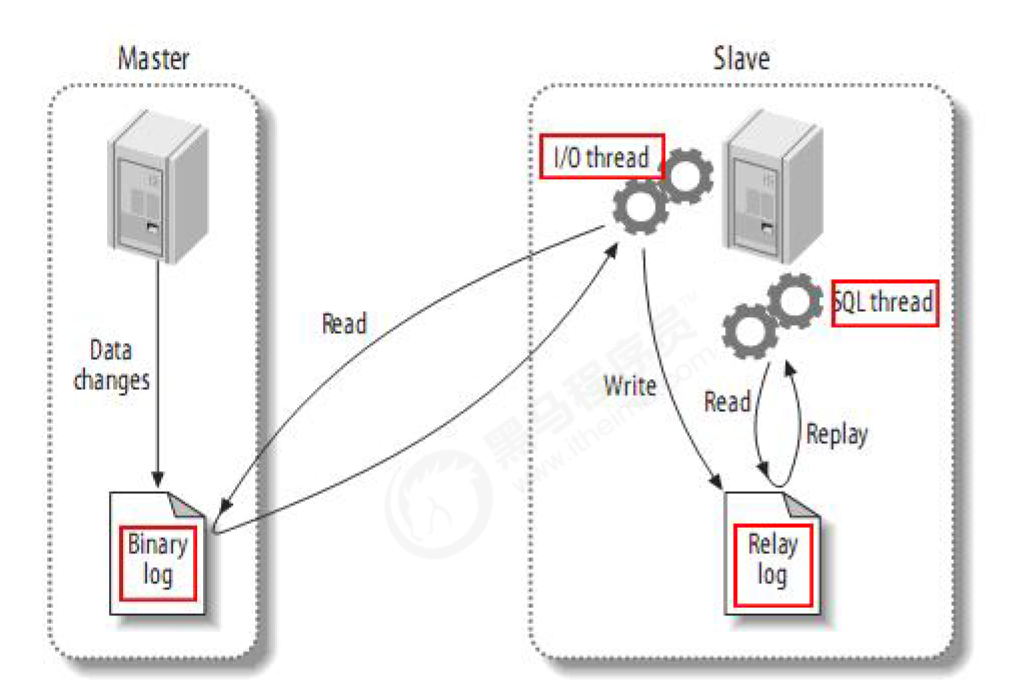 Master
Slave
I/O thread
SQL thread
Read
Data
changes
Write
Read
Replay
Binary
log
Relay
log
黑马程序员
www.itheima.com